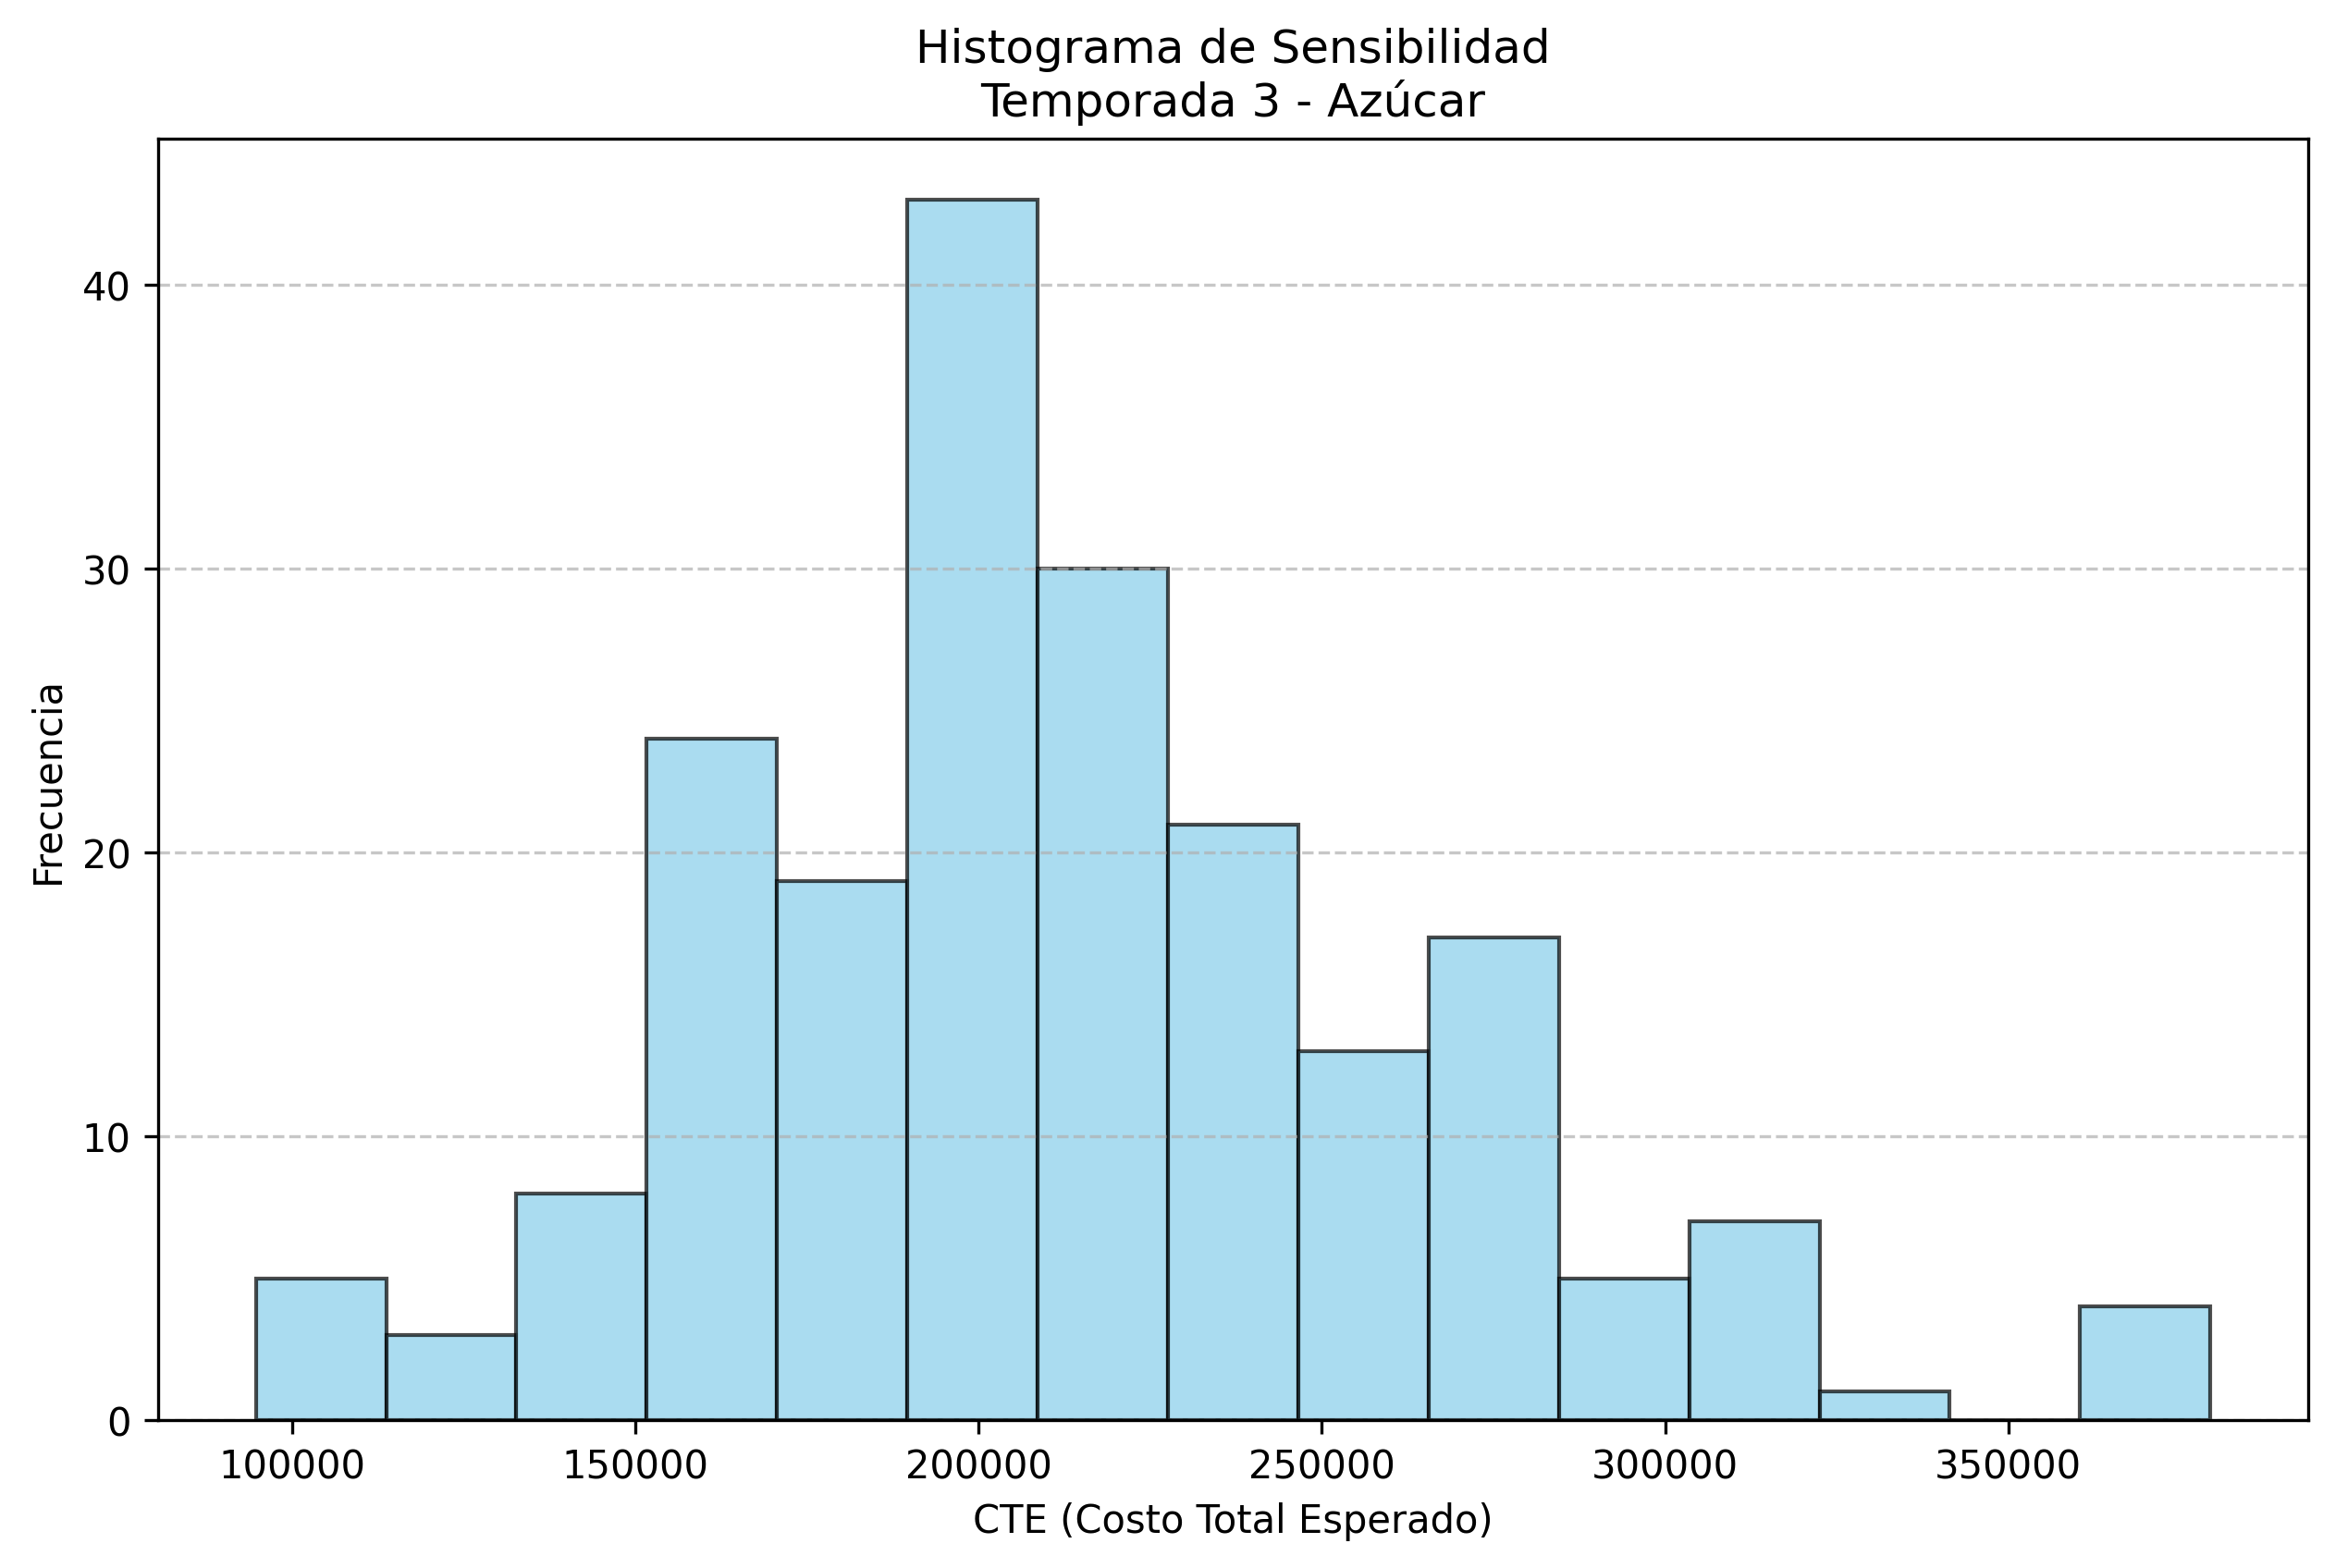 Histograma de Sensibilidad
Temporada 3 - Azúcar
Frecuencia
40
30
20
10
0
100000
150000
200000
250000
300000
350000
CTE (Costo Total Esperado)